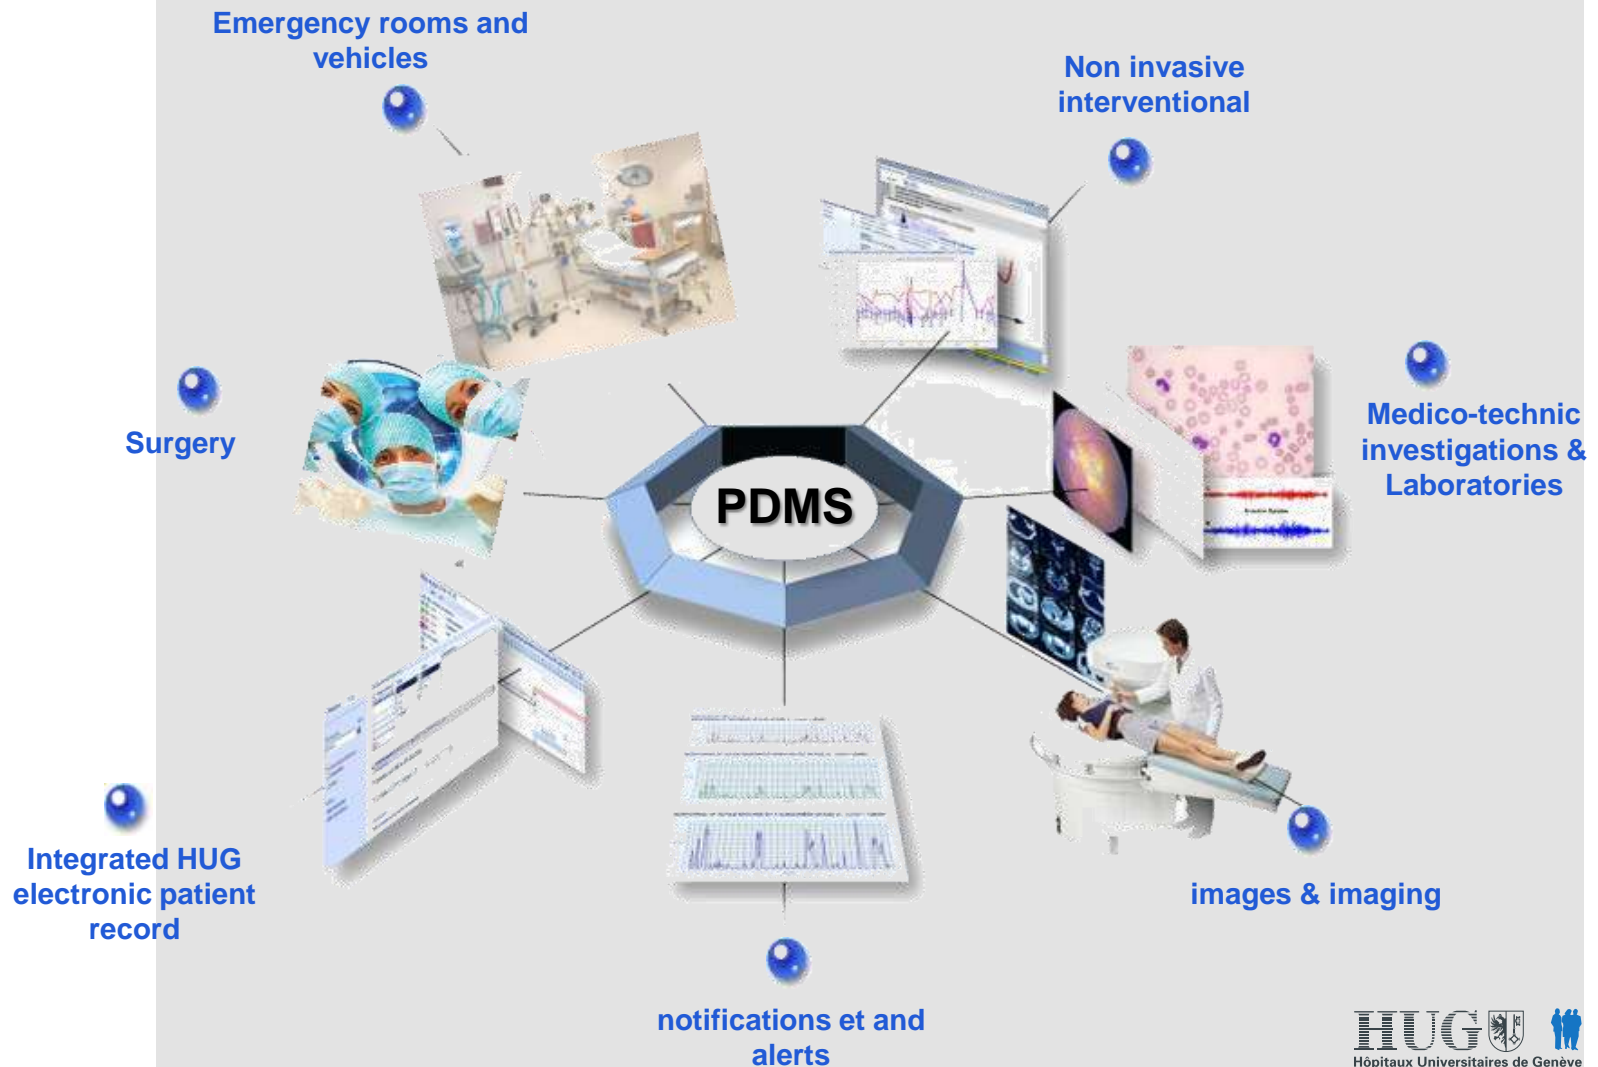 Emergency rooms and
vehicles
Non invasive
interventional
Surgery
PDMS
Medico-technic
investigations &
Laboratories
Integrated HUG
electronic patient
record
images & imaging
notifications et and
alerts
HUG
Hôpitaux Universitaires de Genève